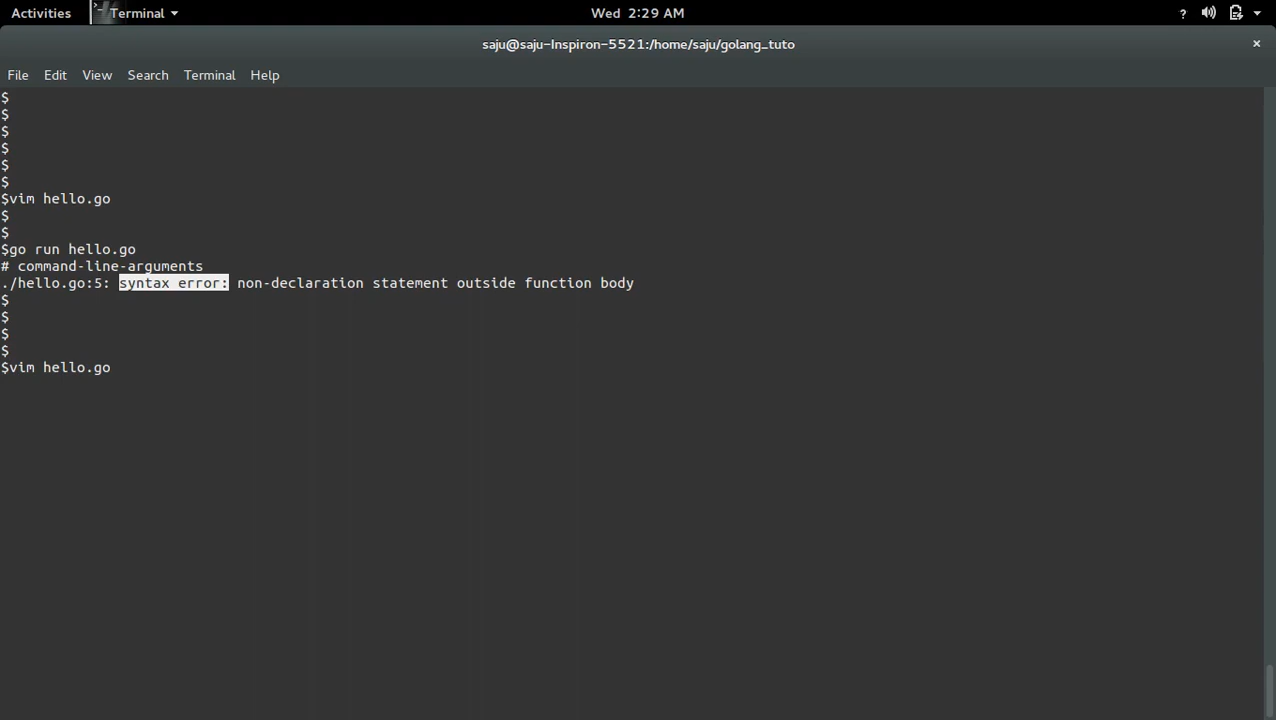 Activities Terminal Wed 2:29 AM ?
saju@saju-Inspiron-5521:/home/saju/golang_tuto ×
File Edit View Search Terminal Help
$
$
$
$
$
$
$vim hello.go
$
$
$go run hello.go
# command-line-arguments
./hello.go:5: syntax error: non-declaration statement outside function body
$
$
$
$
$vim hello.go